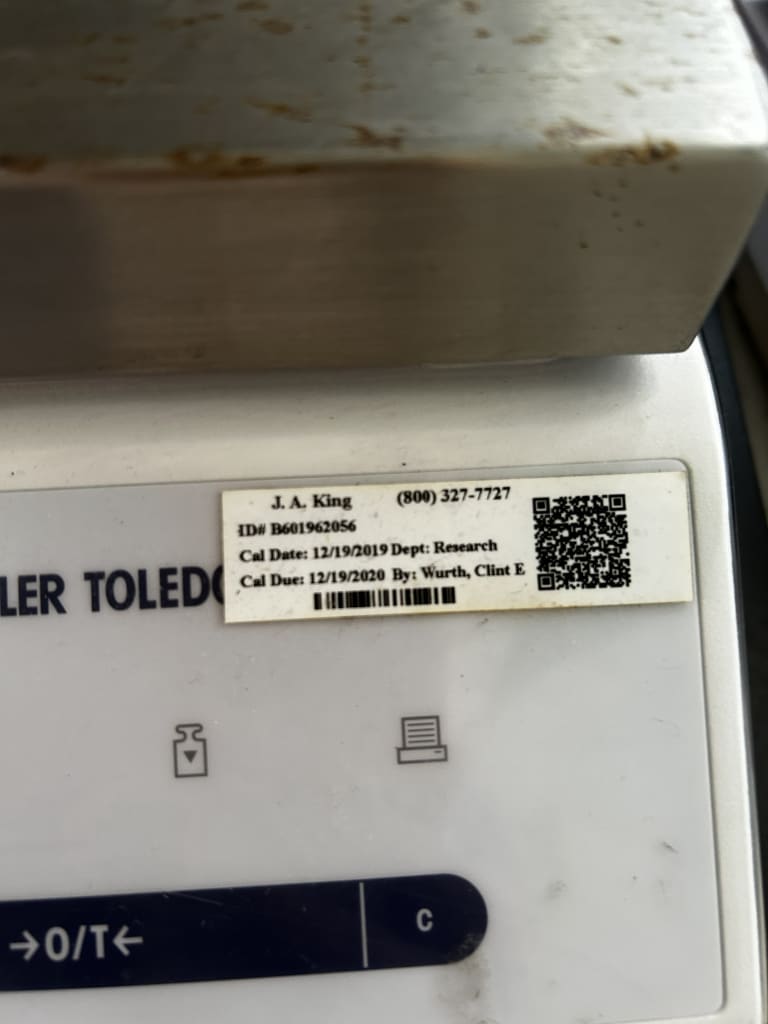 J. A. King (800) 327-7727
ID# B601962056
Cal Date: 12/19/2019 Dept: Research
Cal Due: 12/19/2020 By: Wurth, Clint E
LER TOLEDO
→0/T←
C